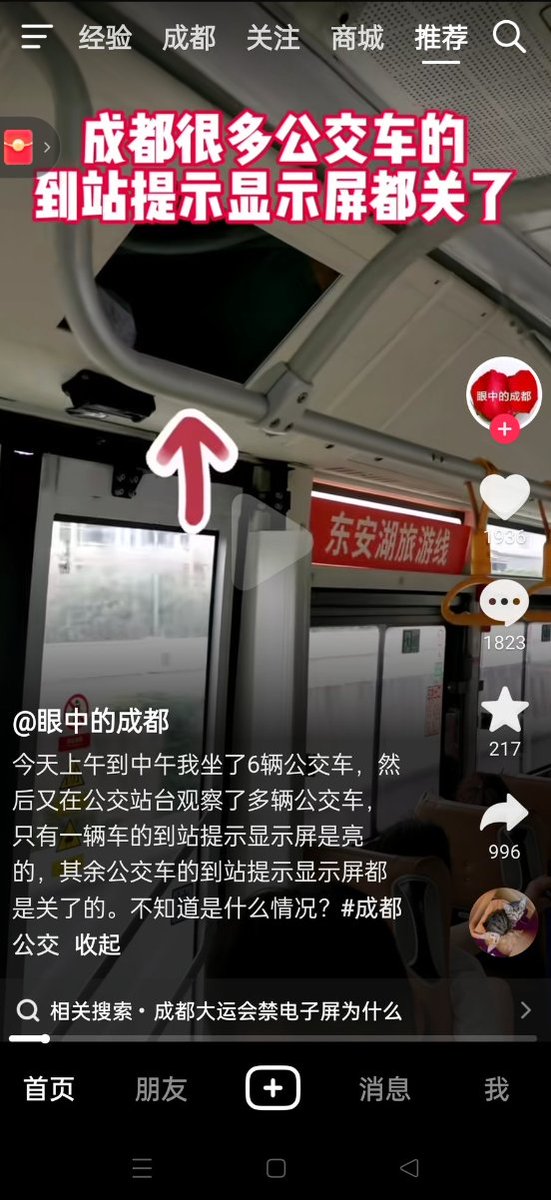 经验 成都 关注 商城 推荐
成都很多公交车的
到站提示显示屏都关了
东安湖旅游线
眼中的成都
1936
1823
217
996
@眼中的成都
今天上午到中午我坐了6辆公交车，然
后又在公交站台观察了多辆公交车，
只有一辆车的到站提示显示屏是亮
的，其余公交车的到站提示显示屏都
是关了的。不知道是什么情况？#成都
公交 收起
相关搜索· 成都大运会禁电子屏为什么
首页 朋友 消息 我